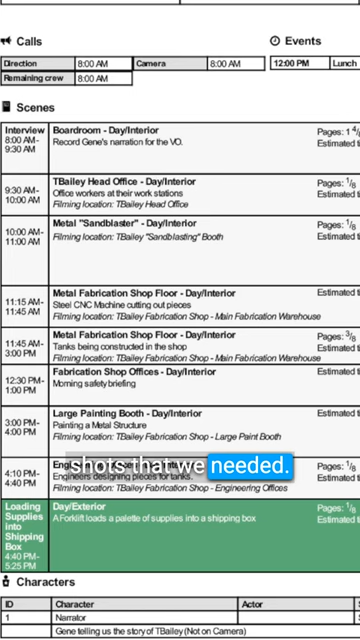 Calls
Events
Direction 8:00 AM Camera 8:00 AM 12:00 PM Lunch
Remaining crew 8:00 AM
Scenes
Interview
8:00 AM-
9:30 AM
Boardroom - Day/Interior
Record Gene's narration for the VO.
Pages: 1 4/
Estimated t
9:30 AM-
10:00 AM
TBailey Head Office - Day/Interior
Office workers at their work stations
Filming location: TBailey Head Office
Pages: 1/8
Estimated ti
10:00 AM-
11:00 AM
Metal "Sandblaster" - Day/Interior
Filming location: TBailey "Sandblasting" Booth
Pages: 1/8
Estimated ti
11:15 AM-
11:45 AM
Metal Fabrication Shop Floor - Day/Interior
Steel CNC Machine cutting out pieces
Filming location: TBailey Fabrication Shop - Main Fabrication Warehouse
Estimated ti
11:45 AM-
3:00 PM
Metal Fabrication Shop Floor - Day/Interior
Tanks being constructed in the shop
Filming location: TBailey Fabrication Shop - Main Fabrication Warehouse
Pages: 3/8
Estimated ti
12:30 PM-
1:00 PM
Fabrication Shop Offices - Day/Interior
Morning safety briefing
Estimated t
3:00 PM-
4:00 PM
Large Painting Booth - Day/Interior
Painting a Metal Structure
Filming location: TBailey Fabrication Shop - Large Paint Booth
Estimated t
shots that we needed.
4:10 PM-
4:40 PM
Engineers designing pieces for tanks.
Filming location: TBailey Fabrication Shop - Engineering Offices
Pages: 1/8
Estimated ti
Loading
Supplies
into
Shipping
Box
4:40 PM-
5:25 PM
Day/Exterior
A Forklift loads a palette of supplies into a shipping box
Pages: 1/8
Estimated ti
Characters
ID Character Actor S
1 Narrator
Gene telling us the story of TBailey (Not on Camera)